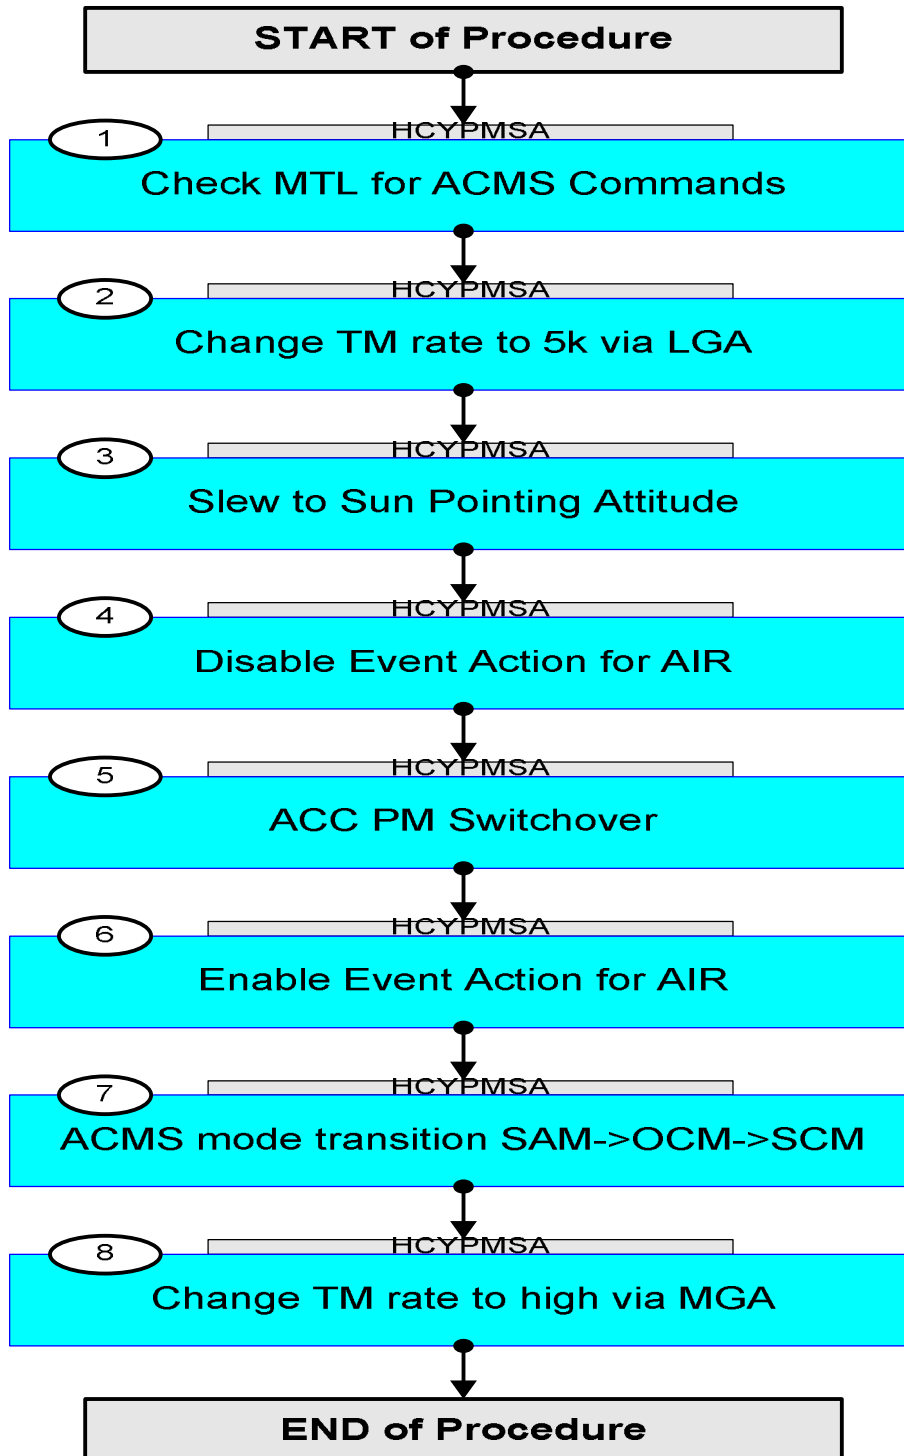 START of Procedure
HCYPMSA
1
Check MTL for ACMS Commands
HCYPMSA
2
Change TM rate to 5k via LGA
HCYPMSA
3
Slew to Sun Pointing Attitude
HCYPMSA
4
Disable Event Action for AIR
HCYPMSA
5
ACC PM Switchover
HCYPMSA
6
Enable Event Action for AIR
HCYPMSA
7
ACMS mode transition SAM->OCM->SCM
HCYPMSA
8
Change TM rate to high via MGA
END of Procedure